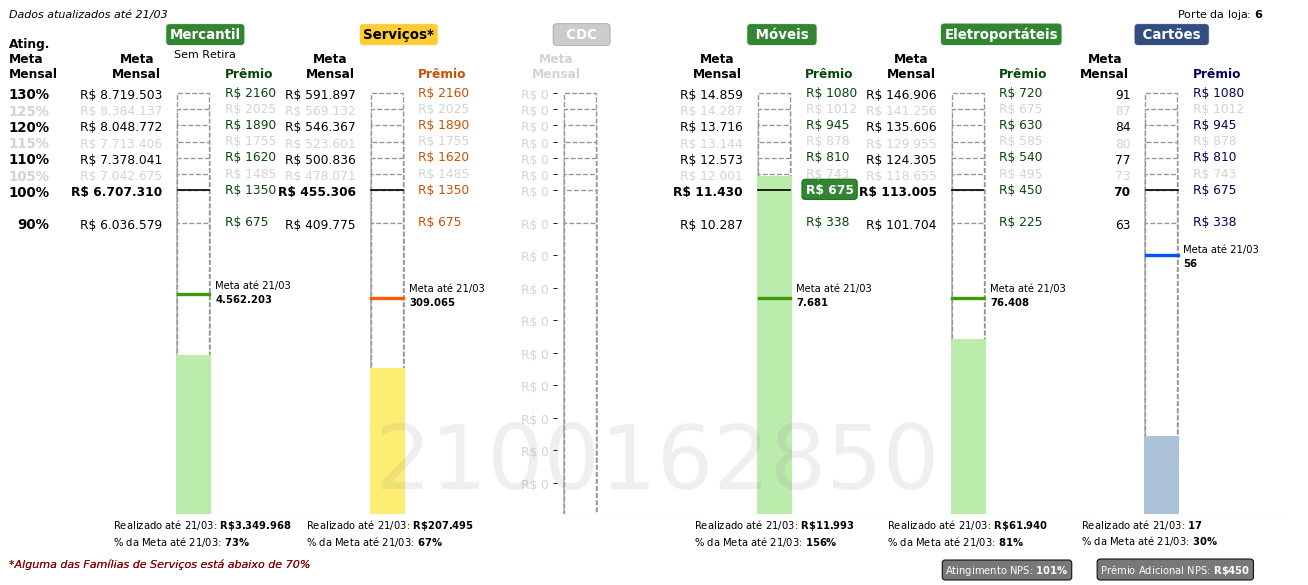 Dados atualizados até 21/03
Porte da loja: 6
Mercantil Serviços* CDC Móveis Eletroportáteis Cartões
Sem Retira
Ating. Meta Mensal
Meta Mensal Prêmio Meta Mensal Prêmio Meta Mensal Meta Mensal Prêmio Meta Mensal Prêmio Meta Mensal Prêmio
130% R$ 8.719.503 R$ 2160 R$ 591.897 R$ 2160 R$ 0 R$ 14.859 R$ 1080 R$ 146.906 R$ 720 91 R$ 1080
125% R$ 8.384.137 R$ 2025 R$ 569.132 R$ 2025 R$ 0 R$ 14.287 R$ 1012 R$ 141.256 R$ 675 87 R$ 1012
120% R$ 8.048.772 R$ 1890 R$ 546.367 R$ 1890 R$ 0 R$ 13.716 R$ 945 R$ 135.606 R$ 630 84 R$ 945
115% R$ 7.713.406 R$ 1755 R$ 523.601 R$ 1755 R$ 0 R$ 13.144 R$ 878 R$ 129.955 R$ 585 80 R$ 878
110% R$ 7.378.041 R$ 1620 R$ 500.836 R$ 1620 R$ 0 R$ 12.573 R$ 810 R$ 124.305 R$ 540 77 R$ 810
105% R$ 7.042.675 R$ 1485 R$ 478.071 R$ 1485 R$ 0 R$ 12.001 R$ 743 R$ 118.655 R$ 495 73 R$ 743
100% R$ 6.707.310 R$ 1350 R$ 455.306 R$ 1350 R$ 0 R$ 11.430 R$ 675 R$ 113.005 R$ 450 70 R$ 675
90% R$ 6.036.579 R$ 675 R$ 409.775 R$ 675 R$ 0 R$ 10.287 R$ 338 R$ 101.704 R$ 225 63 R$ 338
R$ 0
Meta até 21/03
56
R$ 0
Meta até 21/03 Meta até 21/03 Meta até 21/03 Meta até 21/03
4.562.203 309.065 7.681 76.408
R$ 0
R$ 0
R$ 0
R$ 0
R$ 0
R$ 0
2100162850
Realizado até 21/03: R$3.349.968 Realizado até 21/03: R$207.495 Realizado até 21/03: R$11.993 Realizado até 21/03: R$61.940 Realizado até 21/03: 17
% da Meta até 21/03: 73% % da Meta até 21/03: 67% % da Meta até 21/03: 156% % da Meta até 21/03: 81% % da Meta até 21/03: 30%
*Alguma das Famílias de Serviços está abaixo de 70%
Atingimento NPS: 101% Prêmio Adicional NPS: R$450